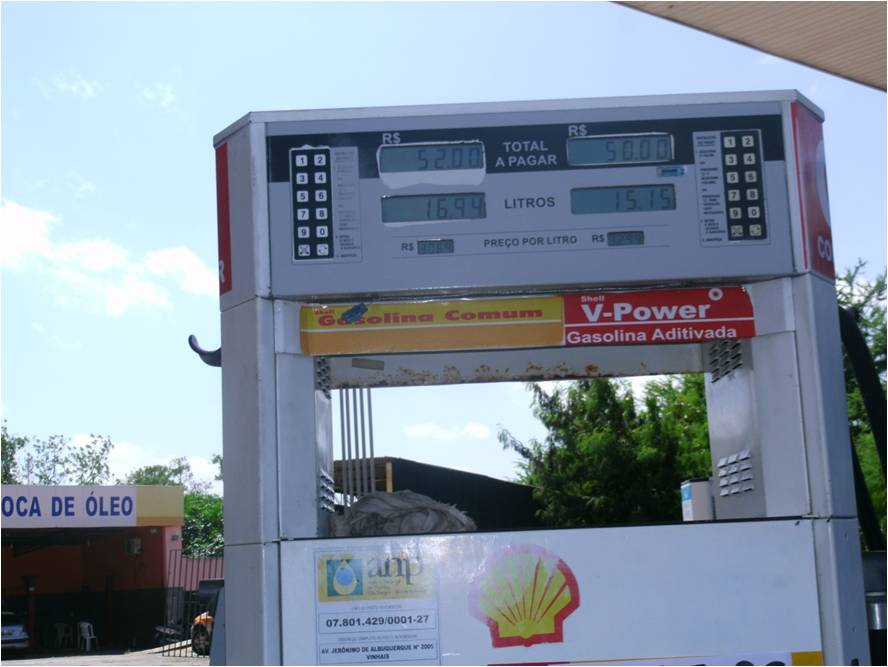 R$
52.00
TOTAL
A PAGAR
R$
50.00
16.94
LITROS
15.15
R$
PREÇO POR LITRO
R$
1 2
3 4
5 6
7 8
9 0
1 2
3 4
5 6
7 8
9 0
Shell
Gasolina Comum
Shell
V-Power
Gasolina Aditivada
R
CO
OCA DE ÓLEO
anp
07.801.429/0001-27
AV. JERÔNIMO DE ALBUQUERQUE Nº 2005
VINHAIS